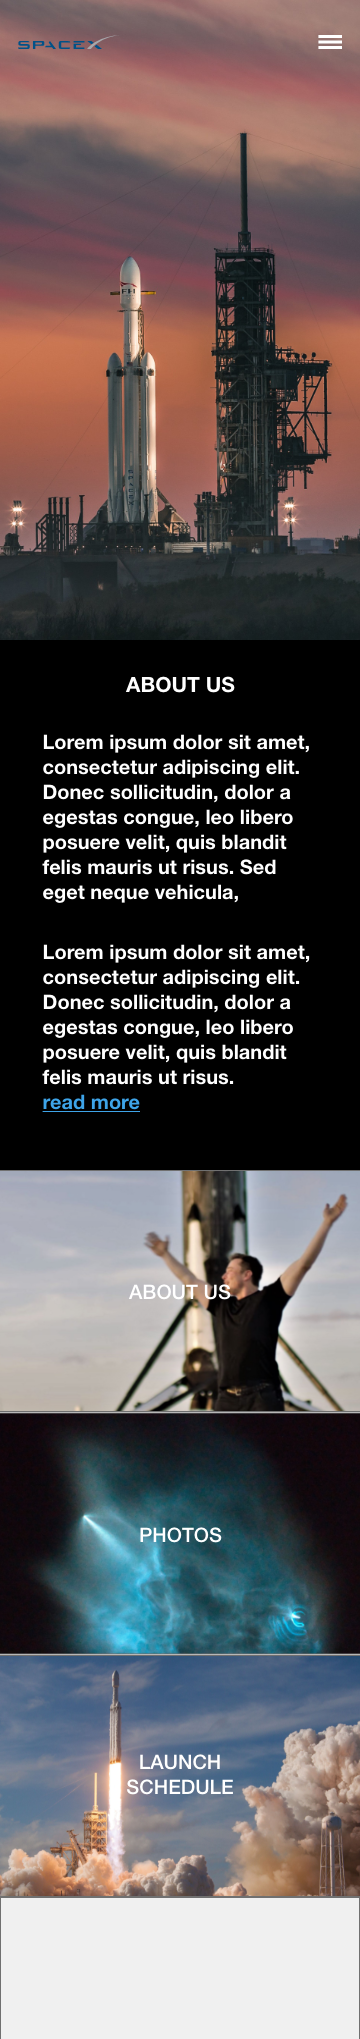 SPACEX
FH
ABOUT US
Lorem ipsum dolor sit amet,
consectetur adipiscing elit.
Donec sollicitudin, dolor a
egestas congue, leo libero
posuere velit, quis blandit
felis mauris ut risus. Sed
eget neque vehicula,
Lorem ipsum dolor sit amet,
consectetur adipiscing elit.
Donec sollicitudin, dolor a
egestas congue, leo libero
posuere velit, quis blandit
felis mauris ut risus.
read more
ABOUT US
PHOTOS
LAUNCH
SCHEDULE